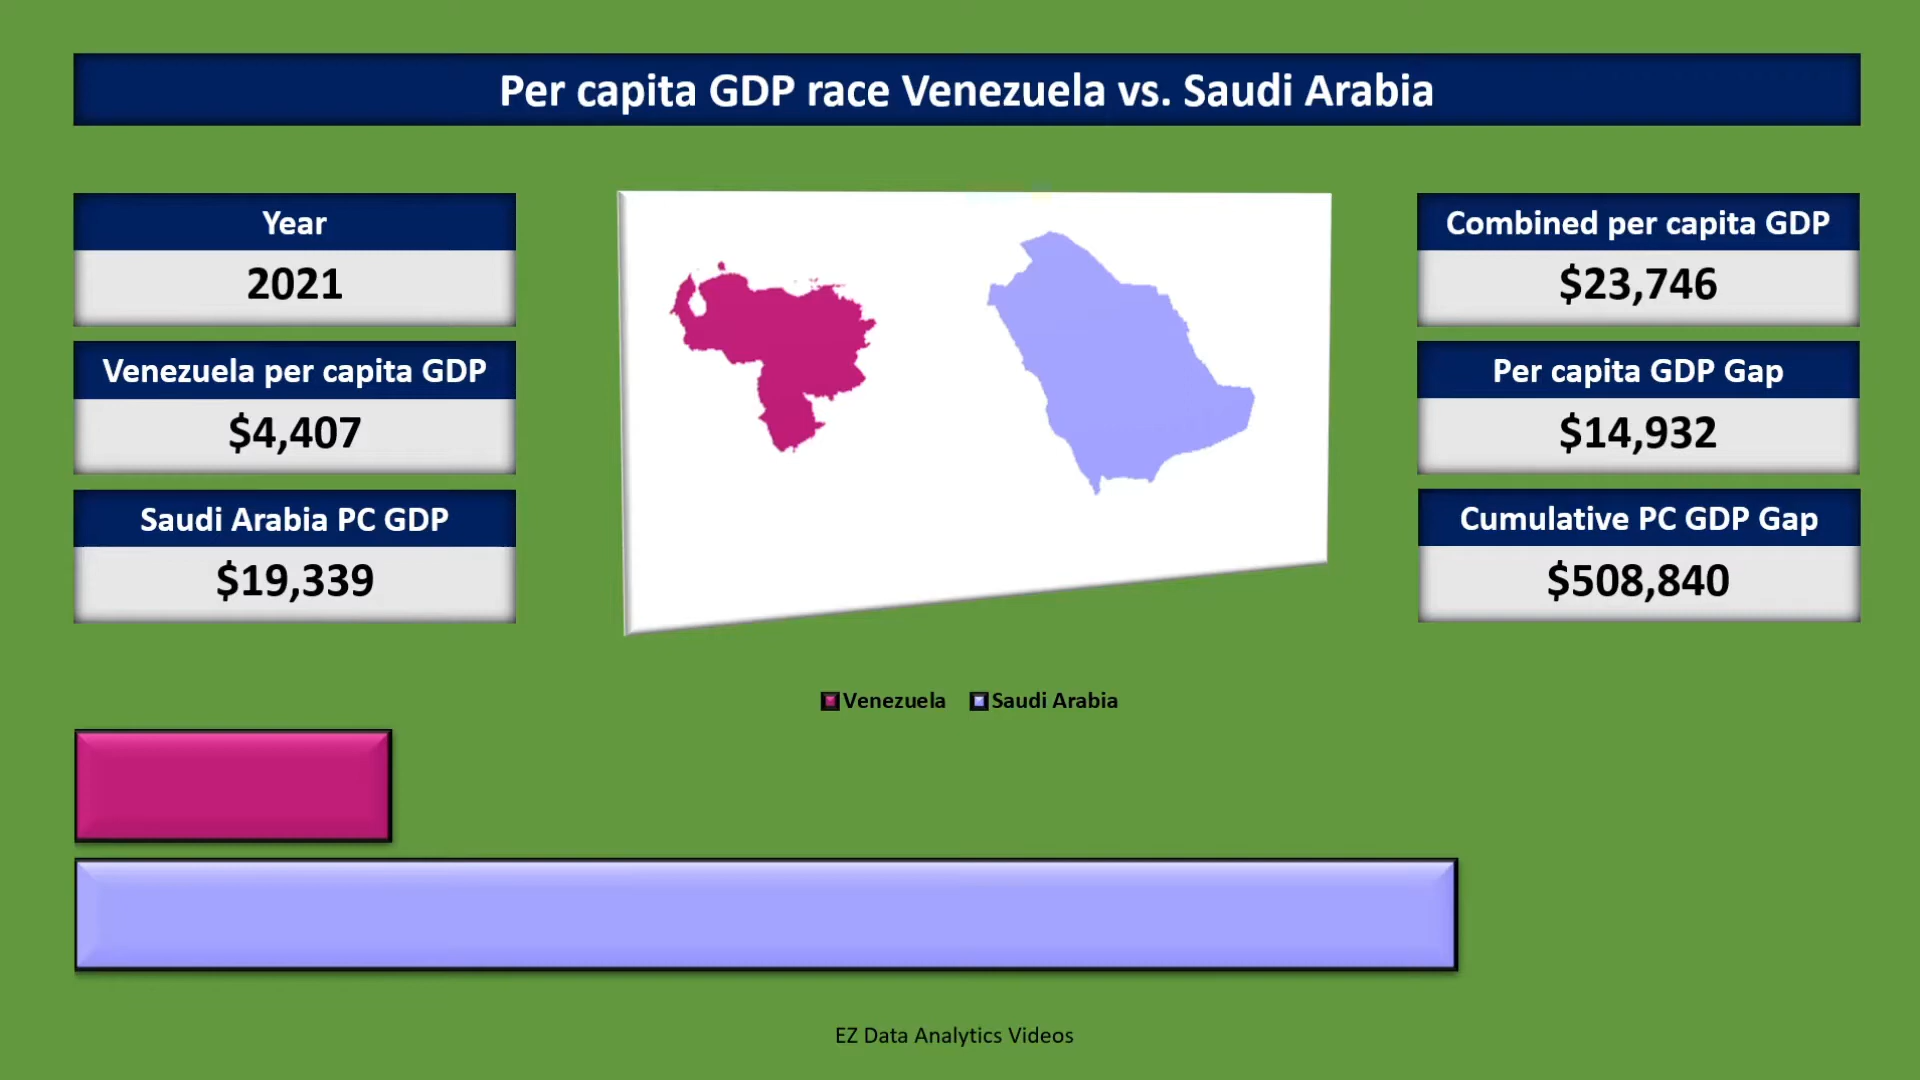 Per capita GDP race Venezuela vs. Saudi Arabia
Year
2021
Venezuela per capita GDP
$4,407
Saudi Arabia PC GDP
$19,339
Combined per capita GDP
$23,746
Per capita GDP Gap
$14,932
Cumulative PC GDP Gap
$508,840
Venezuela Saudi Arabia
EZ Data Analytics Videos